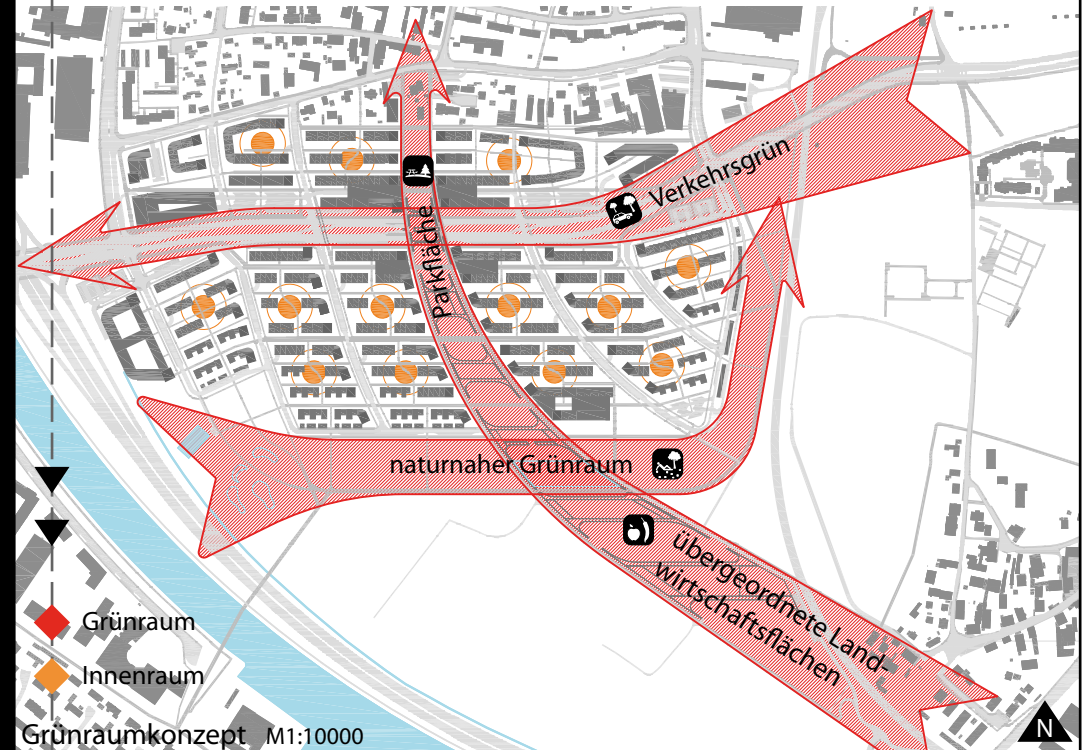 Verkehrsgrün
Parkfläche
naturnaher Grünraum
übergeordnete Land-
wirtschaftsflächen
Grünraum
Innenraum
Grünraumkonzept M1:10000
N